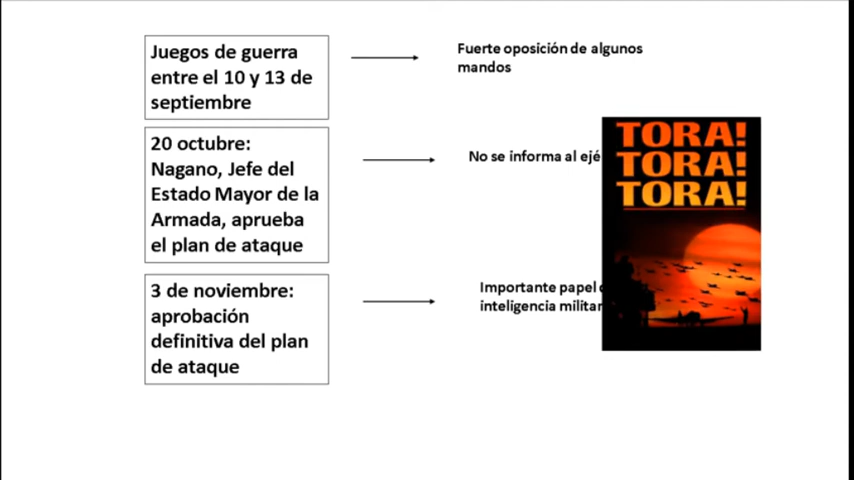 Juegos de guerra
entre el 10 y 13 de
septiembre
Fuerte oposición de algunos
mandos
20 octubre:
Nagano, Jefe del
Estado Mayor de la
Armada, aprueba
el plan de ataque
No se informa al
TORA!
TORA!
TORA!
3 de noviembre:
aprobación
definitiva del plan
de ataque
Importante papel
inteligencia